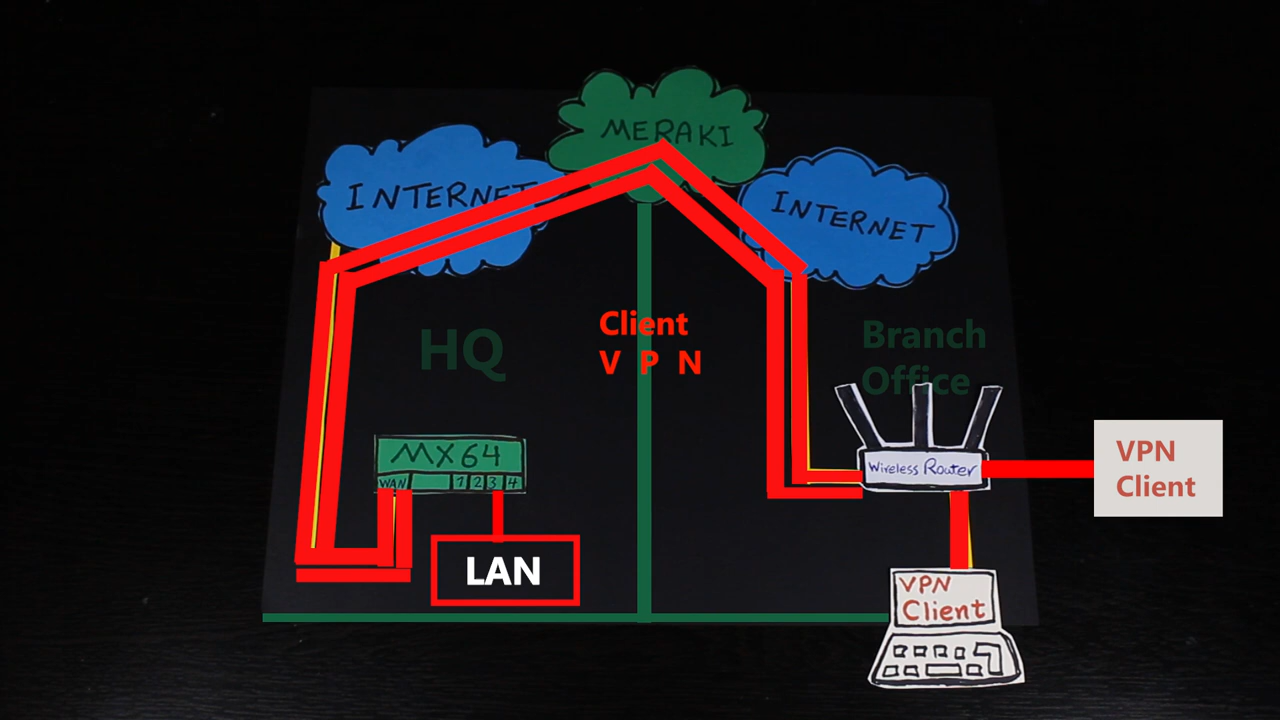 MERAKI
INTERNET
INTERNET
HQ
Client
V P N
Branch
Office
MX64
WAN 1 2 3 4
Wireless Router
VPN
Client
LAN
VPN
Client